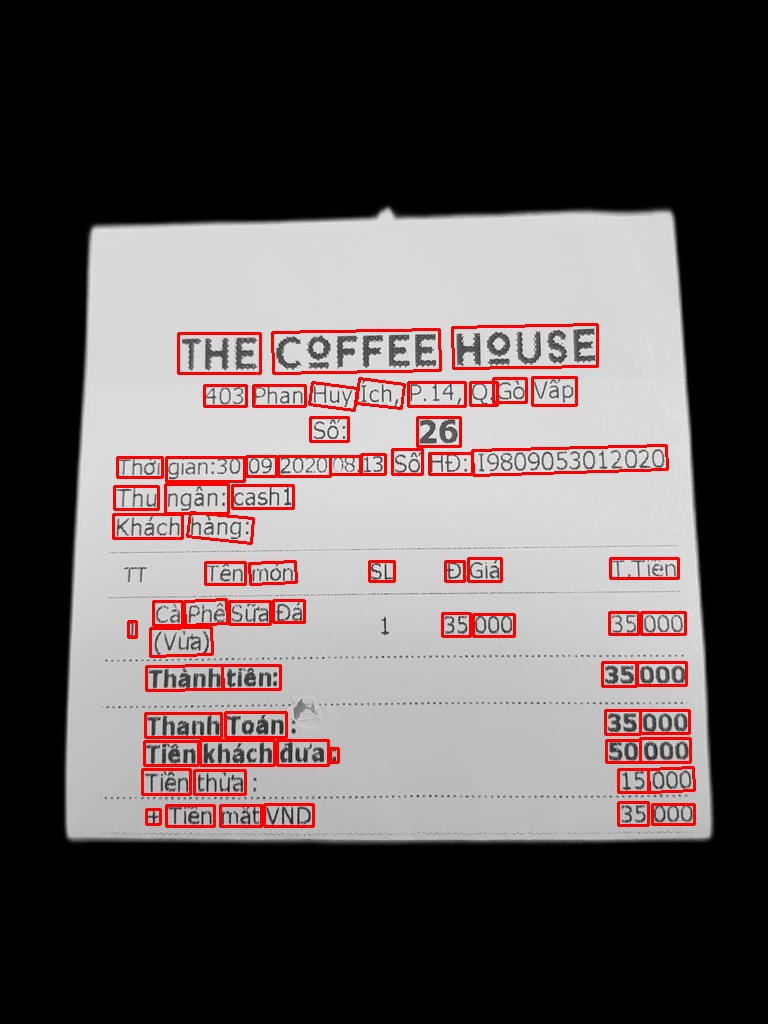 THE COFFEE HOUSE
403 Phan Huy Ích, P.14, Q.Gò Vấp
Số: 26
Thời gian:30 09 2020 08.13 Số HĐ: I9809053012020
Thu ngân: cash1
Khách hàng:
TT Tên món SL Đ Giá T.Tiền
1 Cà Phê Sữa Đá 1 35 000 35 000
(Vừa)
Thành tiền: 35 000
Thanh Toán : 35 000
Tiền khách đưa : 50 000
Tiền thừa : 15 000
+ Tiền mặt VND 35 000